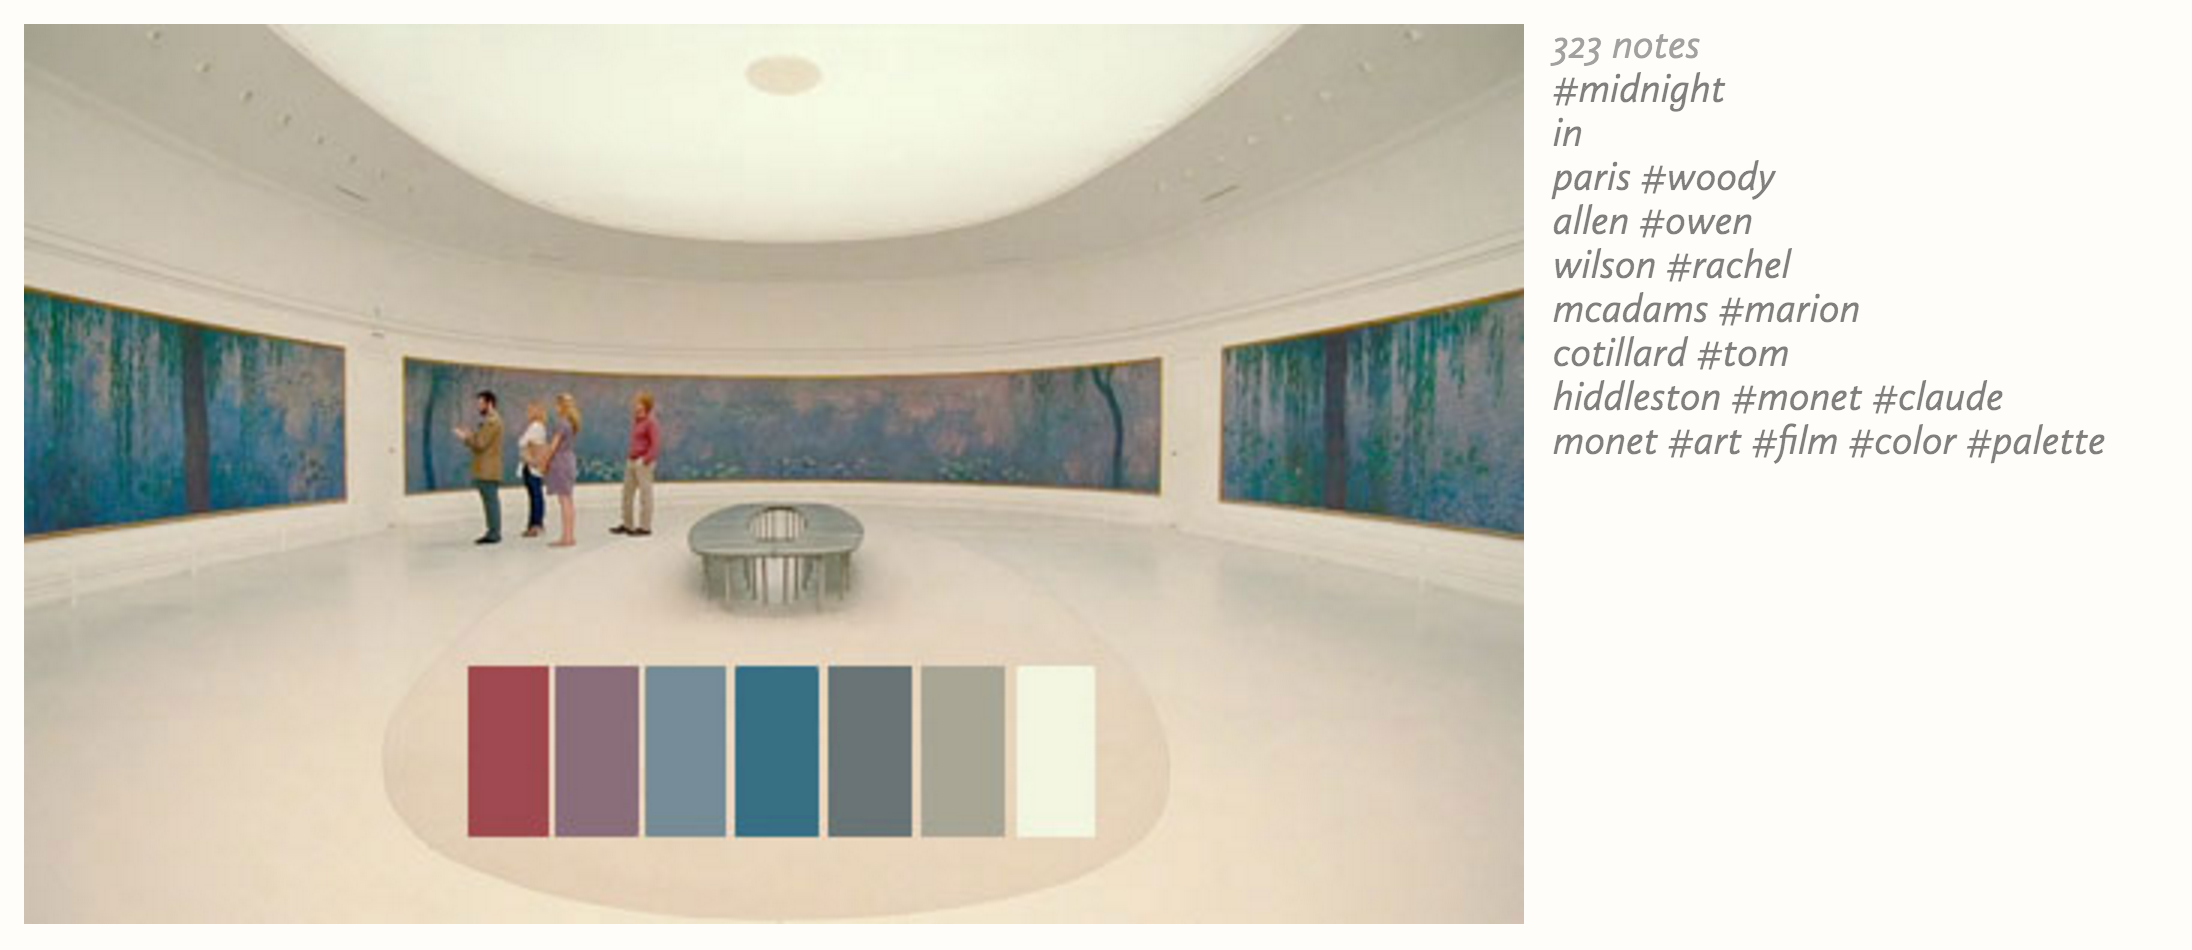 323 notes
#midnight
in
paris #woody
allen #owen
wilson #rachel
mcadams #marion
cotillard #tom
hiddleston #monet #claude
monet #art #film #color #palette